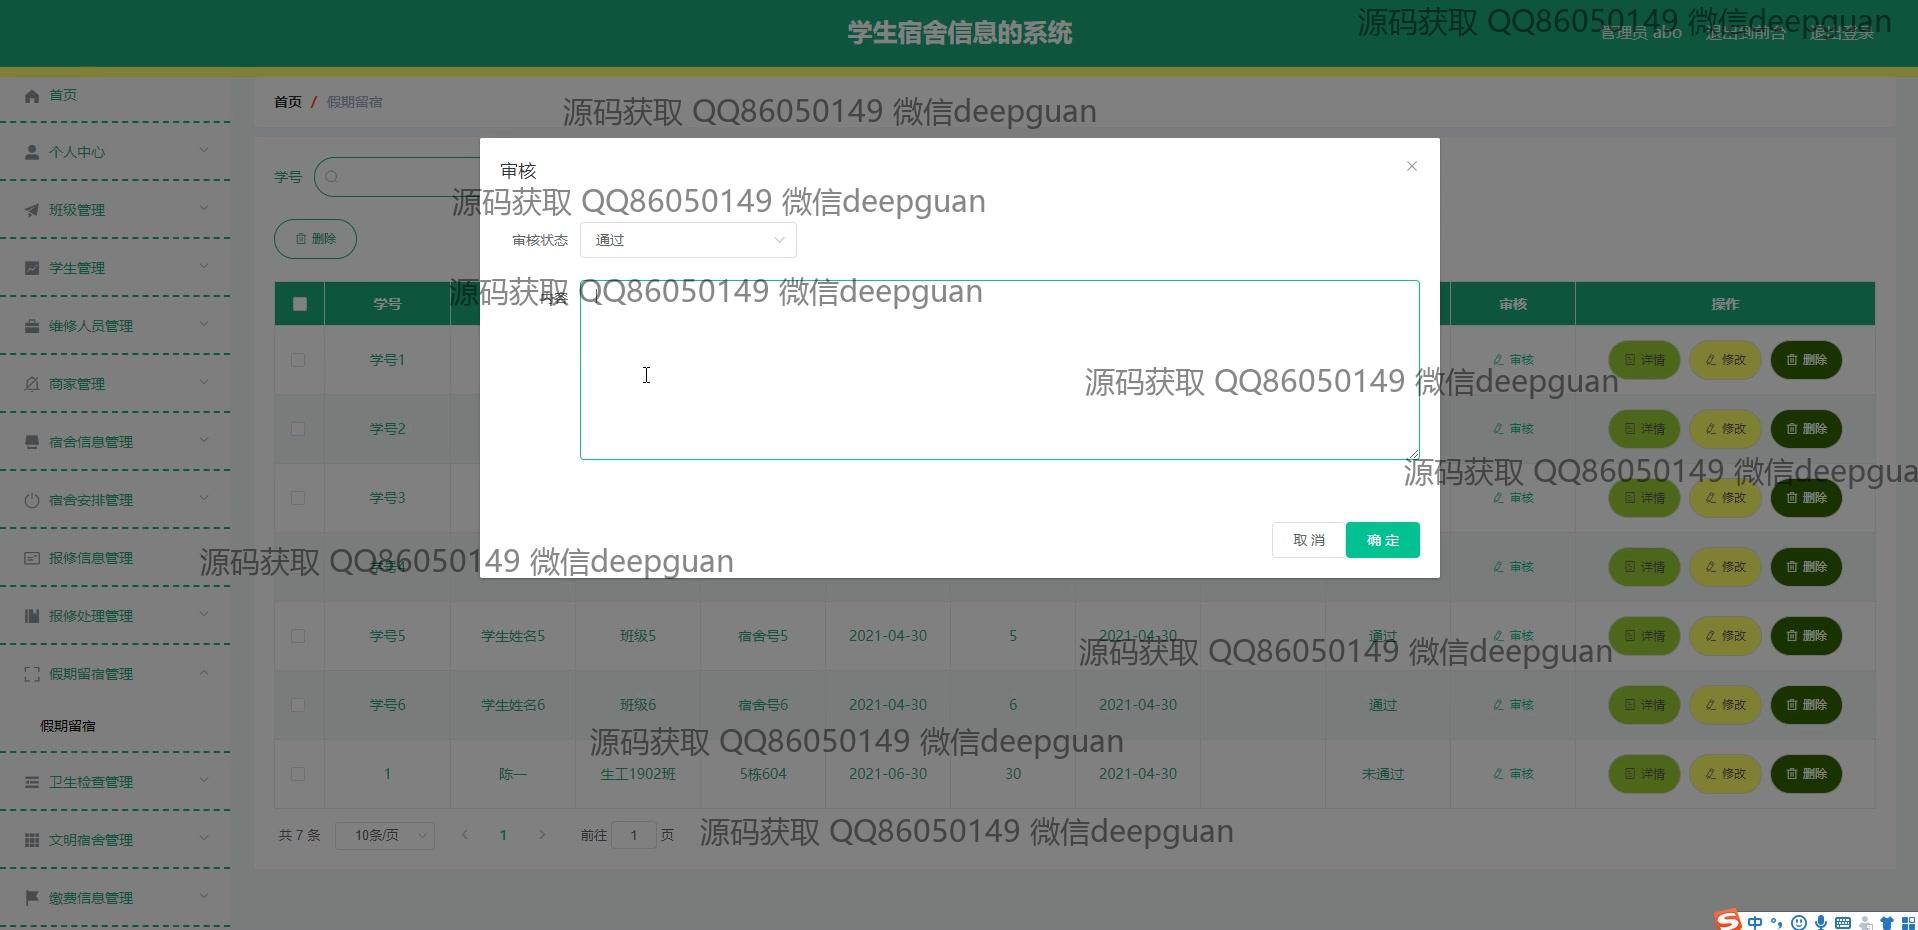 学生宿舍信息的系统
管理员 abo 退出到前台 退出登录
源码获取 QQ86050149 微信deepguan
首页
个人中心
班级管理
学生管理
维修人员管理
商家管理
宿舍信息管理
宿舍安排管理
报修信息管理
报修处理管理
假期留宿管理
假期留宿
卫生检查管理
文明宿舍管理
缴费信息管理
首页 / 假期留宿
源码获取 QQ86050149 微信deepguan
学号
删除
审核
源码获取 QQ86050149 微信deepguan
审核状态 通过
源码获取 QQ86050149 微信deepguan
源码获取 QQ86050149 微信deepguan
源码获取 QQ86050149 微信deepgua
取消 确定
源码获取 QQ86050149 微信deepguan
学号 审核 操作
学号1 审核 详情 修改 删除
学号2 审核 详情 修改 删除
学号3 审核 详情 修改 删除
学号4 审核 详情 修改 删除
学号5 学生姓名5 班级5 宿舍号5 2021-04-30 5 2021-04-30 通过 审核 详情 修改 删除
源码获取 QQ86050149 微信deepguan
学号6 学生姓名6 班级6 宿舍号6 2021-04-30 6 2021-04-30 通过 审核 详情 修改 删除
源码获取 QQ86050149 微信deepguan
1 陈一 生工1902班 5栋604 2021-06-30 30 2021-04-30 未通过 审核 详情 修改 删除
共 7 条 10条/页 1 前往 1 页
源码获取 QQ86050149 微信deepguan
中